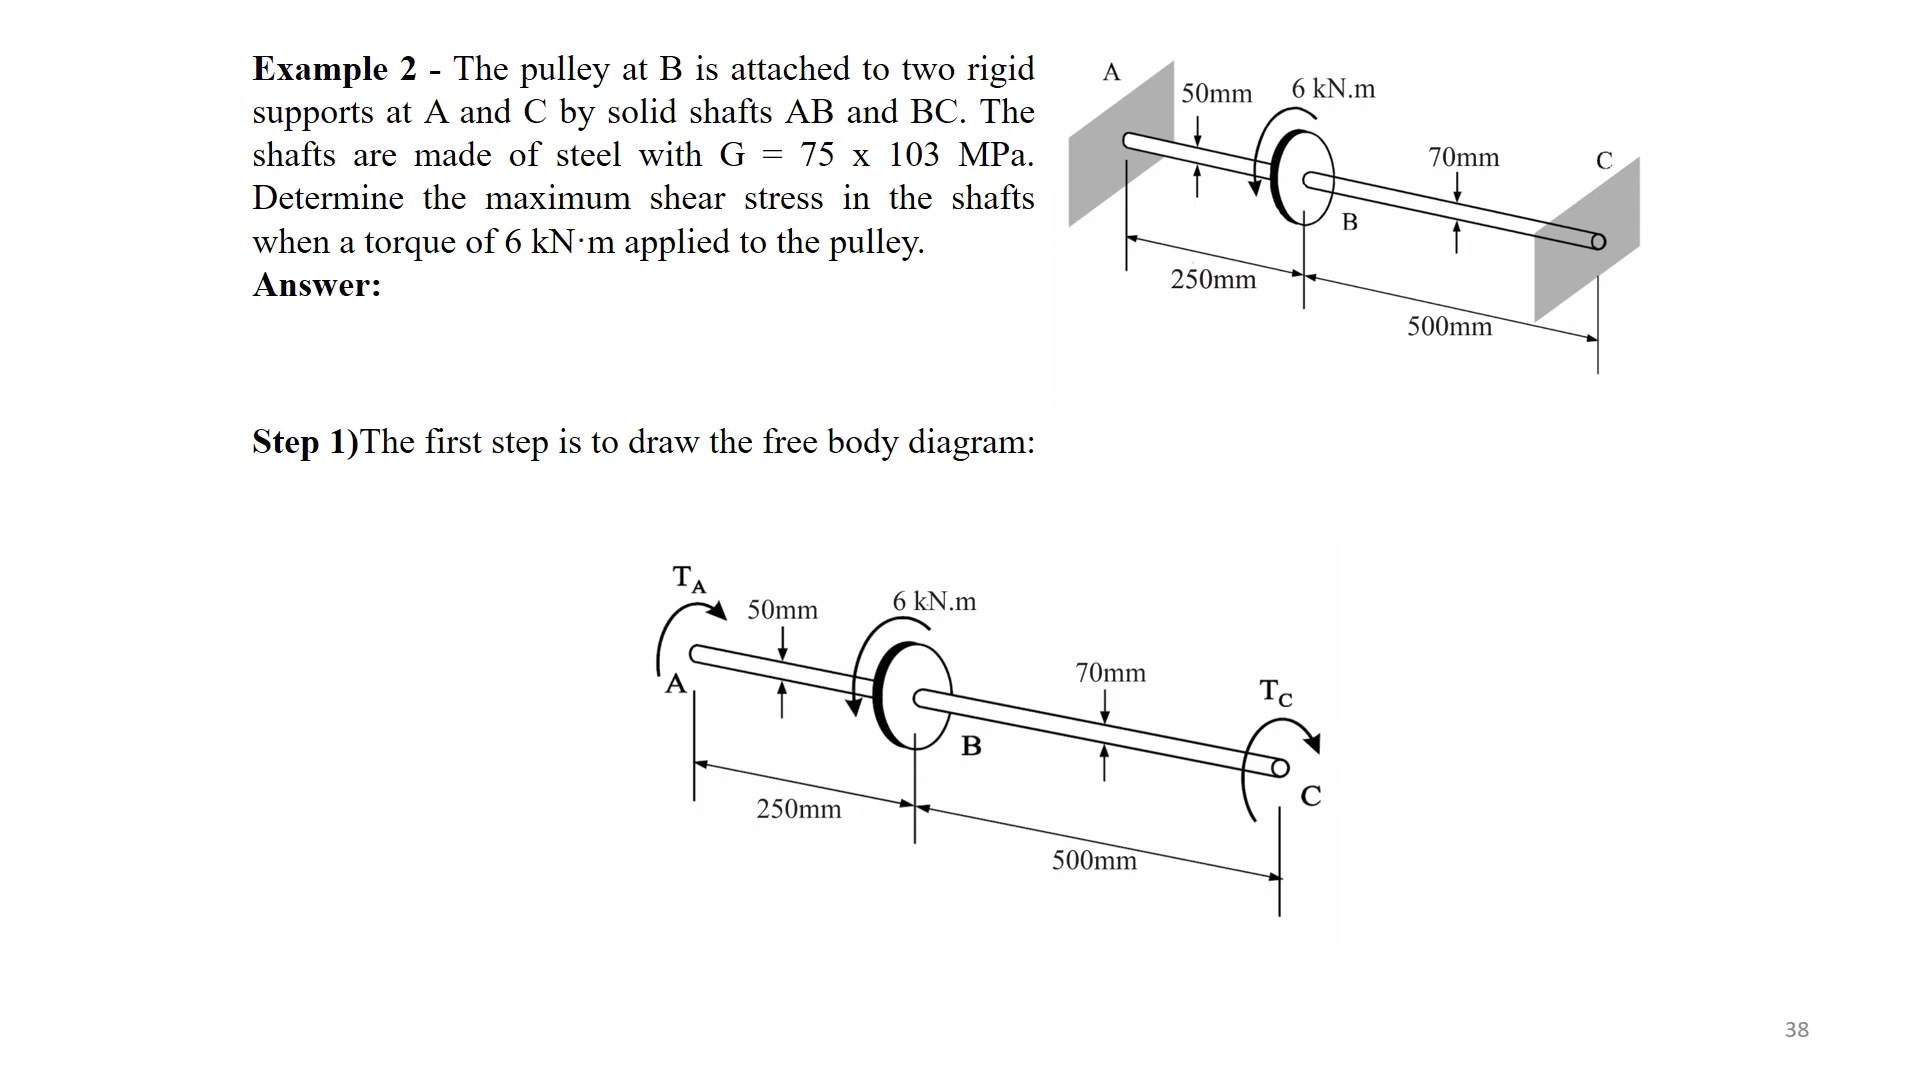 Example 2 - The pulley at B is attached to two rigid
supports at A and C by solid shafts AB and BC. The
shafts are made of steel with G = 75 x 103 MPa.
Determine the maximum shear stress in the shafts
when a torque of 6 kN·m applied to the pulley.
Answer:
A
50mm
6 kN.m
70mm
C
B
250mm
500mm
Step 1)The first step is to draw the free body diagram:
TA
50mm
6 kN.m
70mm
TC
A
B
C
250mm
500mm
38